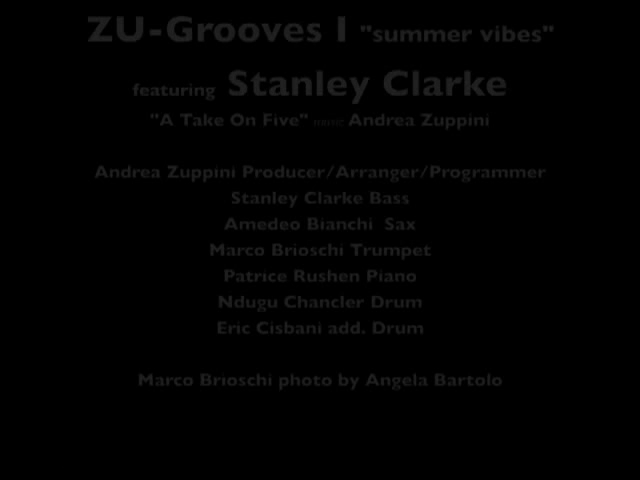 ZU-Grooves I "summer vibes"
featuring Stanley Clarke
"A Take On Five" music Andrea Zuppini
Andrea Zuppini Producer/Arranger/Programmer
Stanley Clarke Bass
Amedeo Bianchi Sax
Marco Brioschi Trumpet
Patrice Rushen Piano
Ndugu Chancler Drum
Eric Cisbani add. Drum
Marco Brioschi photo by Angela Bartolo